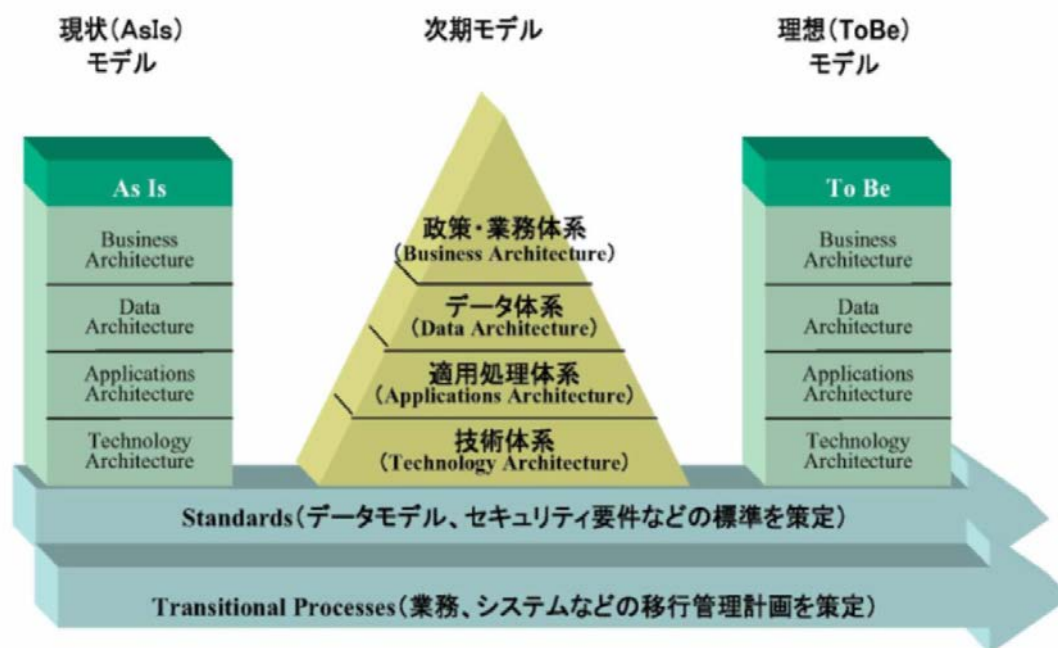 現状(AsIs)
モデル
次期モデル
理想(ToBe)
モデル
As Is
Business
Architecture
Data
Architecture
Applications
Architecture
Technology
Architecture
政策・業務体系
(Business Architecture)
データ体系
(Data Architecture)
適用処理体系
(Applications Architecture)
技術体系
(Technology Architecture)
To Be
Business
Architecture
Data
Architecture
Applications
Architecture
Technology
Architecture
Standards(データモデル、セキュリティ要件などの標準を策定)
Transitional Processes(業務、システムなどの移行管理計画を策定)